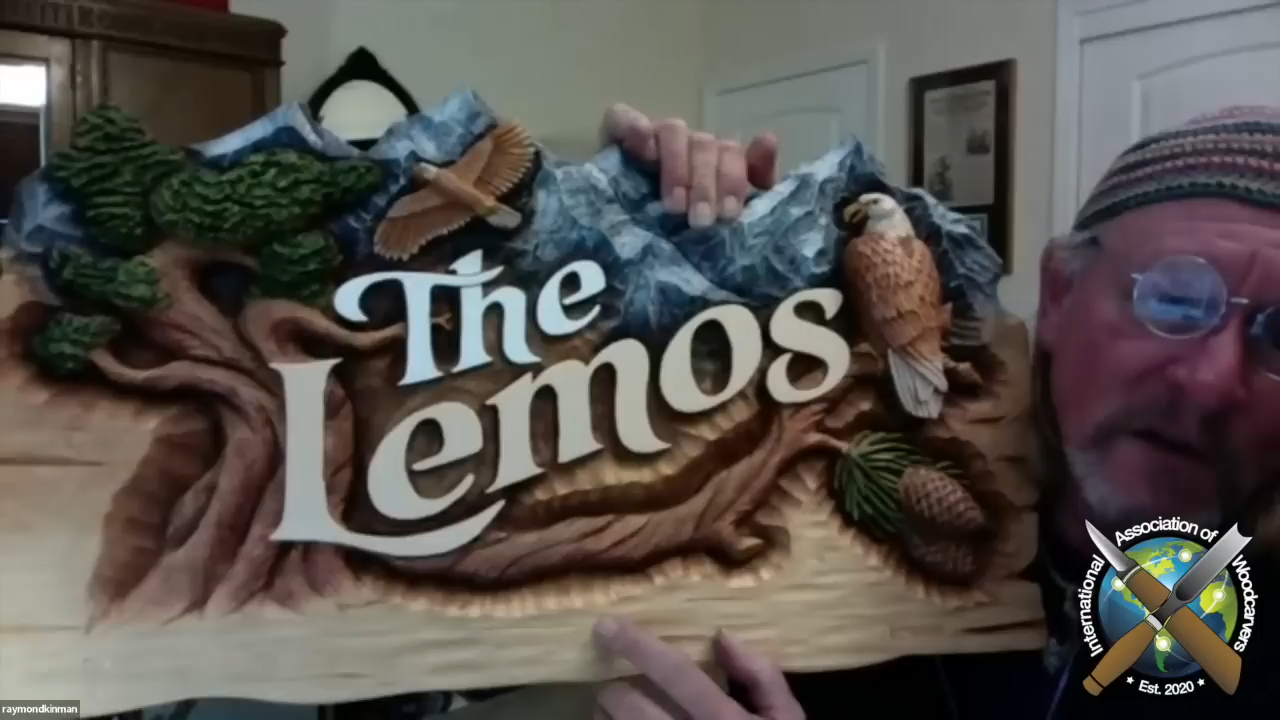 The
Lemos
International Association of Woodcarvers
Est. 2020
raymondkinman